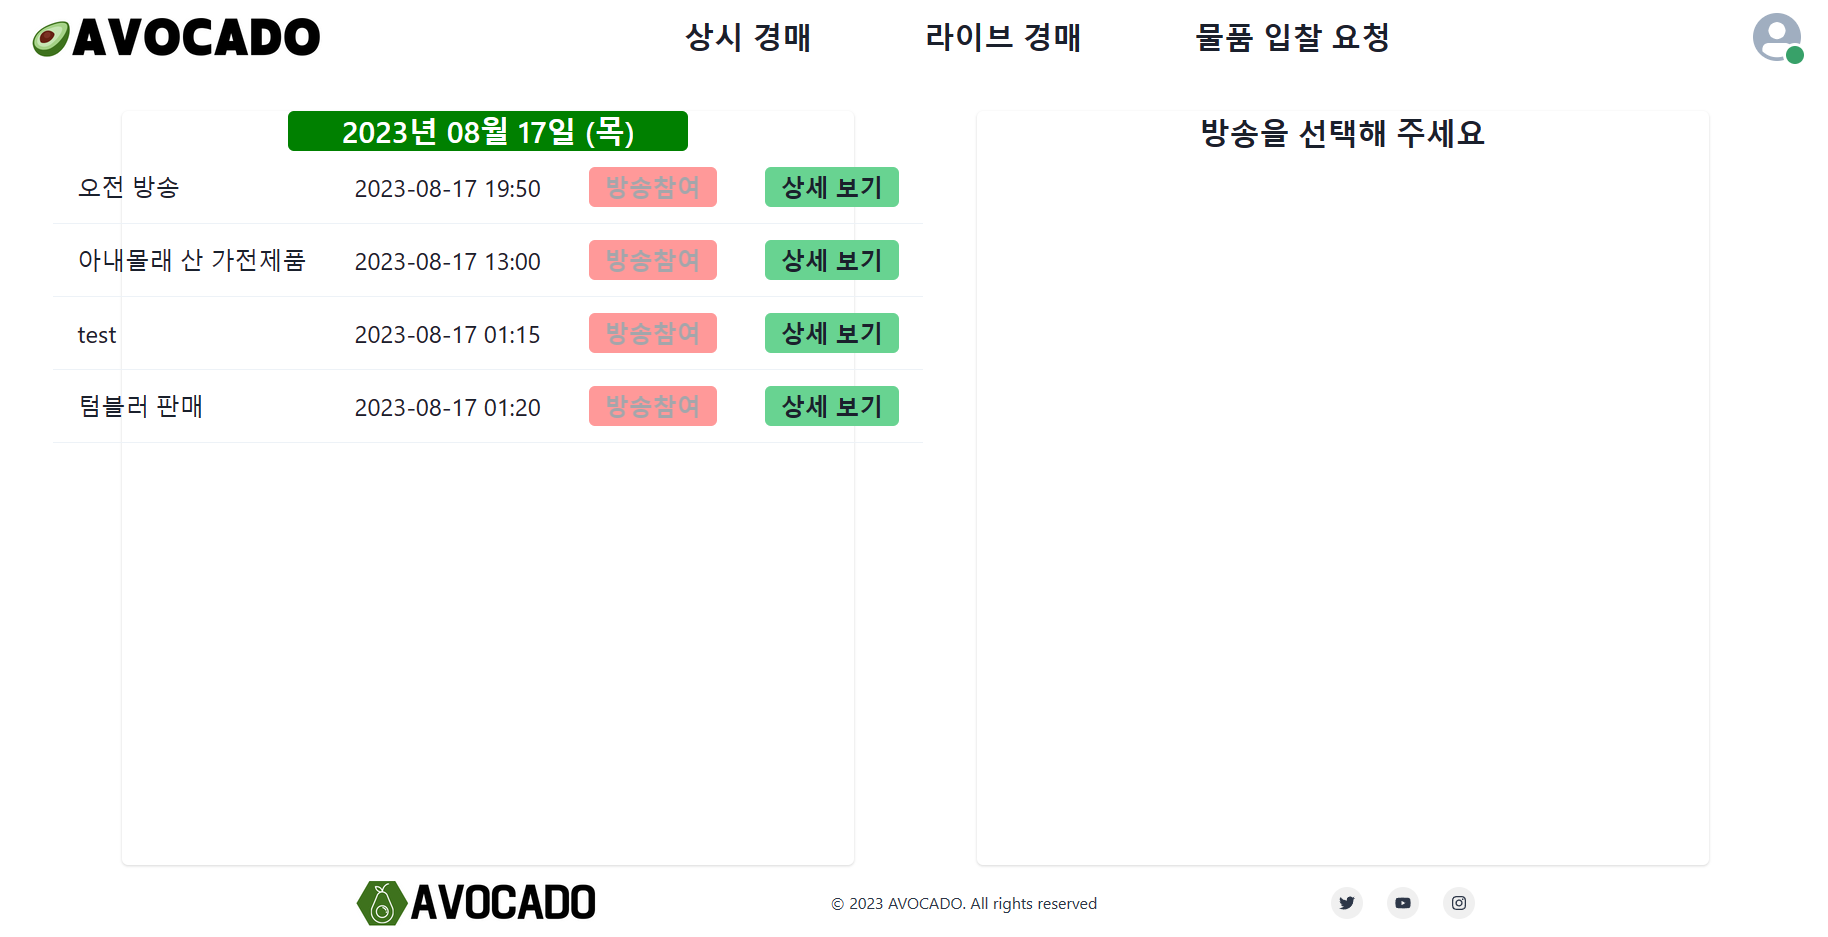 AVOCADO 상시 경매 라이브 경매 물품 입찰 요청
2023년 08월 17일 (목)
오전 방송 2023-08-17 19:50 방송참여 상세 보기
아내몰래 산 가전제품 2023-08-17 13:00 방송참여 상세 보기
test 2023-08-17 01:15 방송참여 상세 보기
텀블러 판매 2023-08-17 01:20 방송참여 상세 보기
방송을 선택해 주세요
AVOCADO © 2023 AVOCADO. All rights reserved